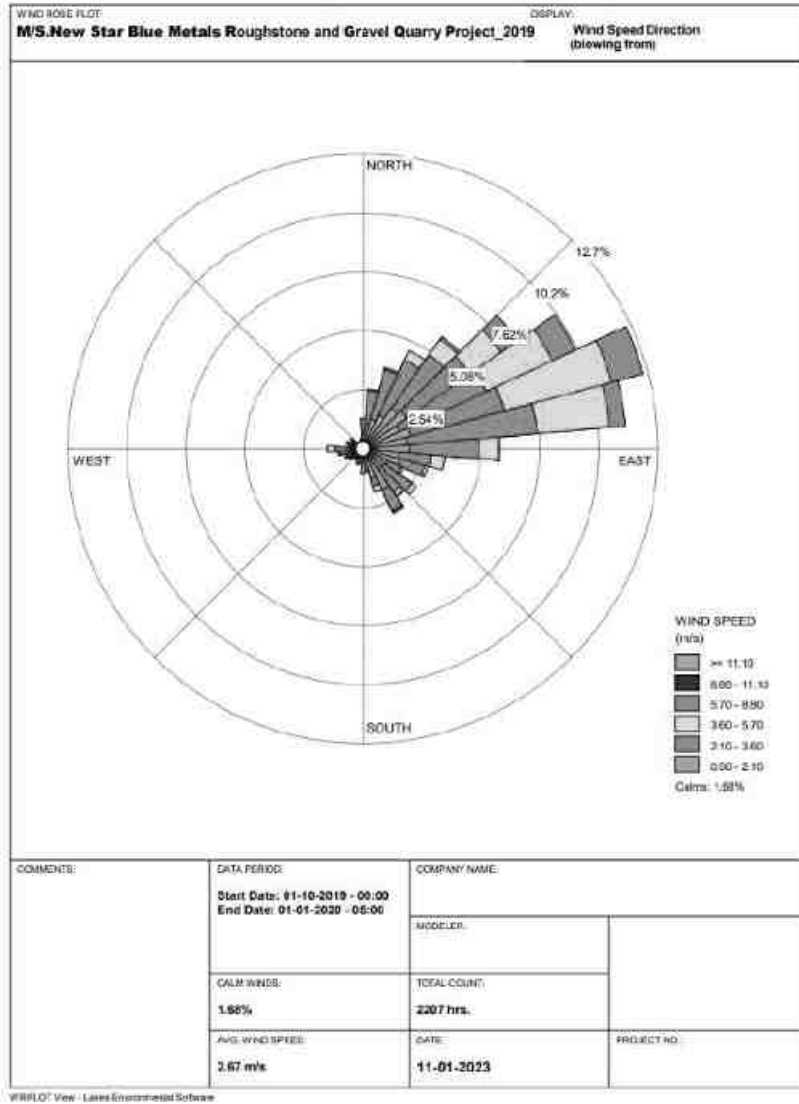 WIND ROSE PLOT:
M/S.New Star Blue Metals Roughstone and Gravel Quarry Project_2019
DISPLAY:
Wind Speed Direction
(blowing from)
NORTH
12.7%
10.2%
7.62%
5.08%
2.54%
WEST
EAST
SOUTH
WIND SPEED
(m/s)
>= 11.10
8.80 - 11.10
5.70 - 8.80
3.60 - 5.70
2.10 - 3.60
0.50 - 2.10
Calms: 1.68%
COMMENTS:
DATA PERIOD:
Start Date: 01-10-2019 - 00:00
End Date: 01-01-2020 - 05:00
COMPANY NAME:
MODELER:
CALM WINDS:
1.68%
TOTAL COUNT:
2207 hrs.
AVG. WIND SPEED:
2.67 m/s
DATE:
11-01-2023
PROJECT NO.:
WRPLOT View - Lakes Environmental Software